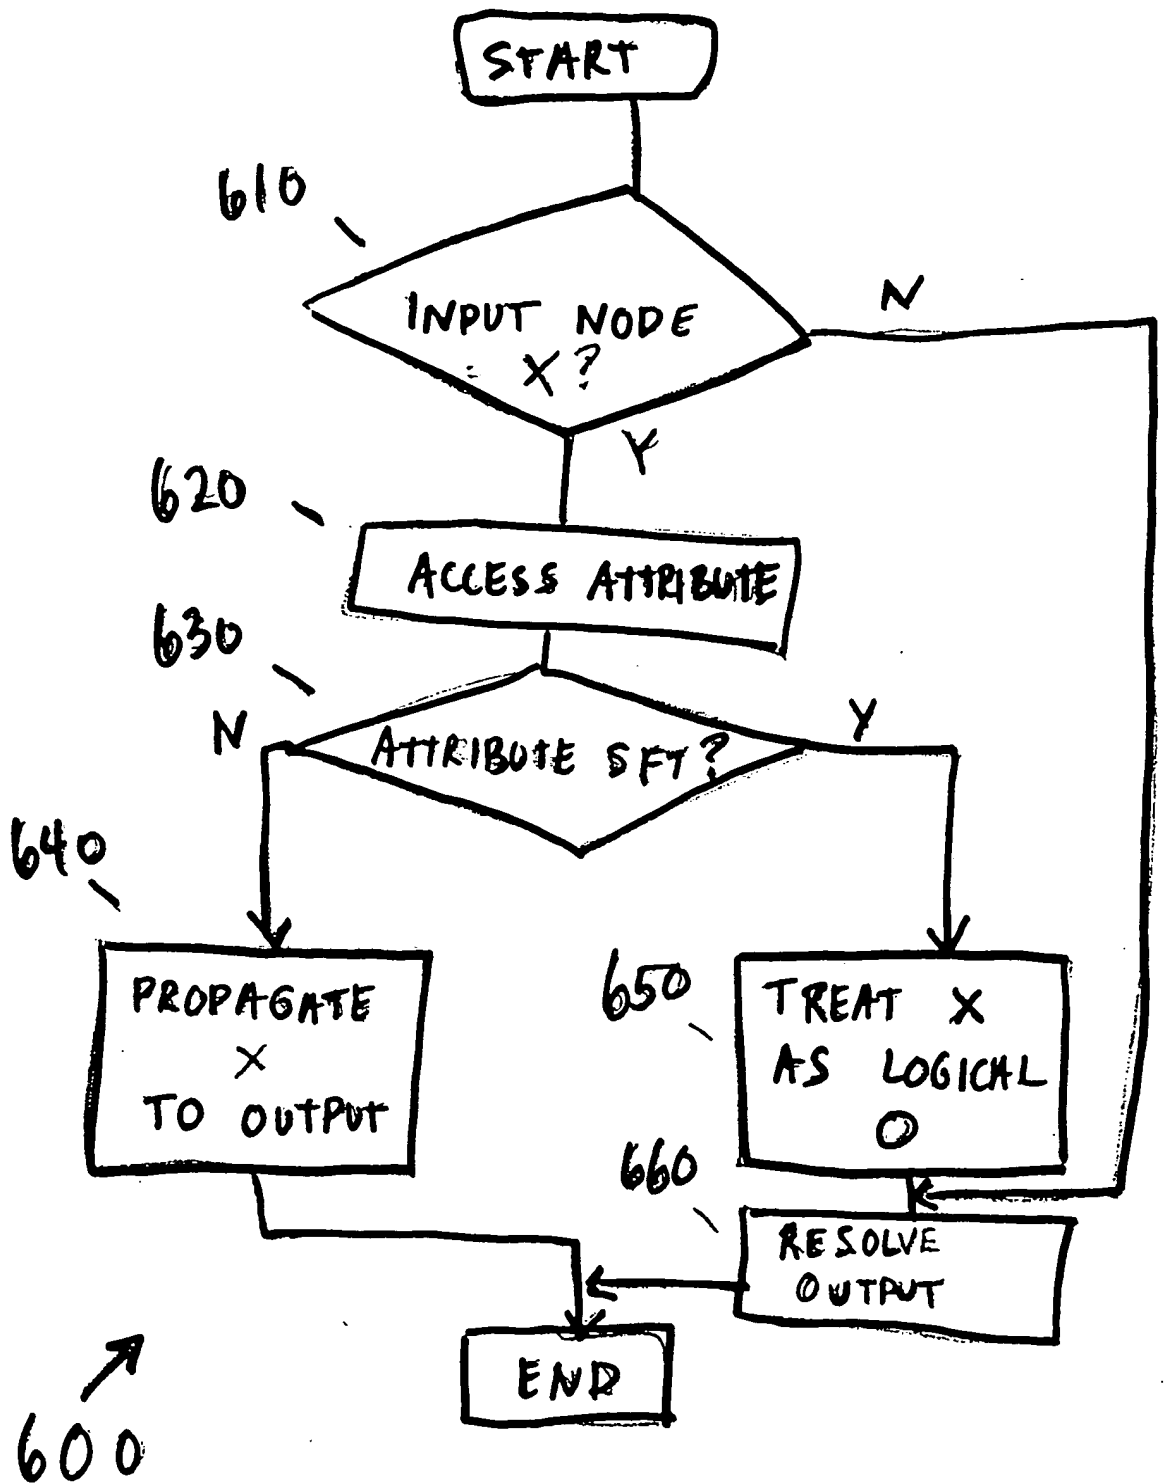 START
610
N
INPUT NODE
X?
Y
620
ACCESS ATTRIBUTE
630
N
Y
ATTRIBUTE SET?
640
PROPAGATE
X
TO OUTPUT
650
TREAT X
AS LOGICAL
0
660
RESOLVE
OUTPUT
END
600